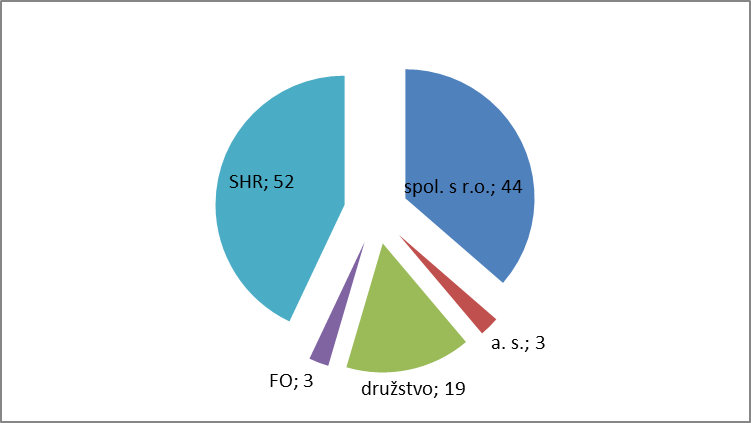 SHR; 52
spol. s r.o.; 44
a. s.; 3
FO; 3
družstvo; 19